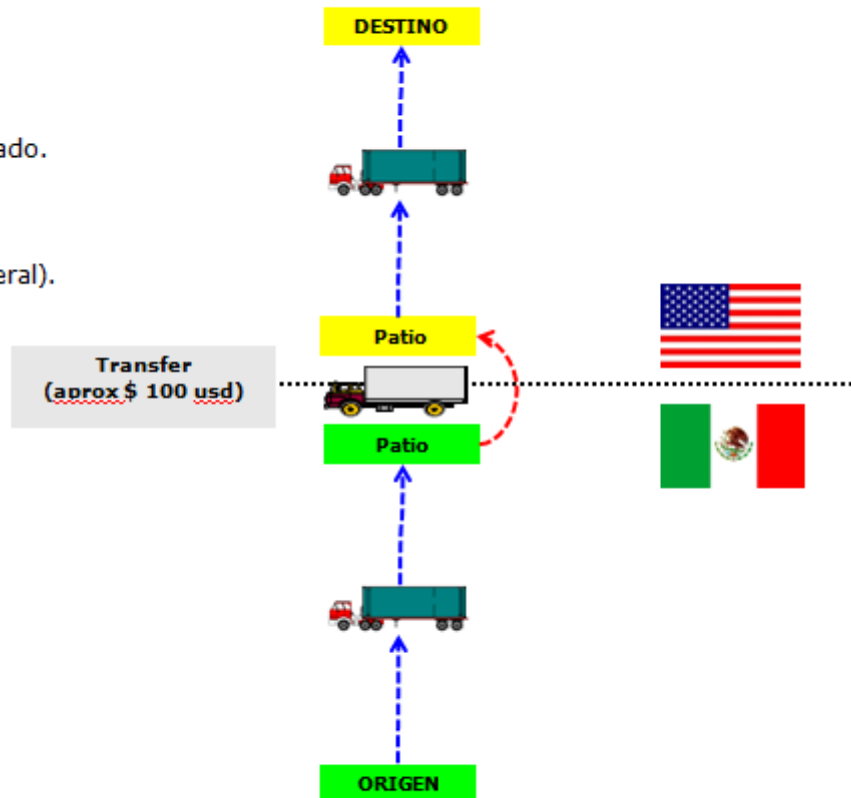 DESTINO
ado.
eral).
Patio
Transfer
(aprox $ 100 usd)
Patio
ORIGEN